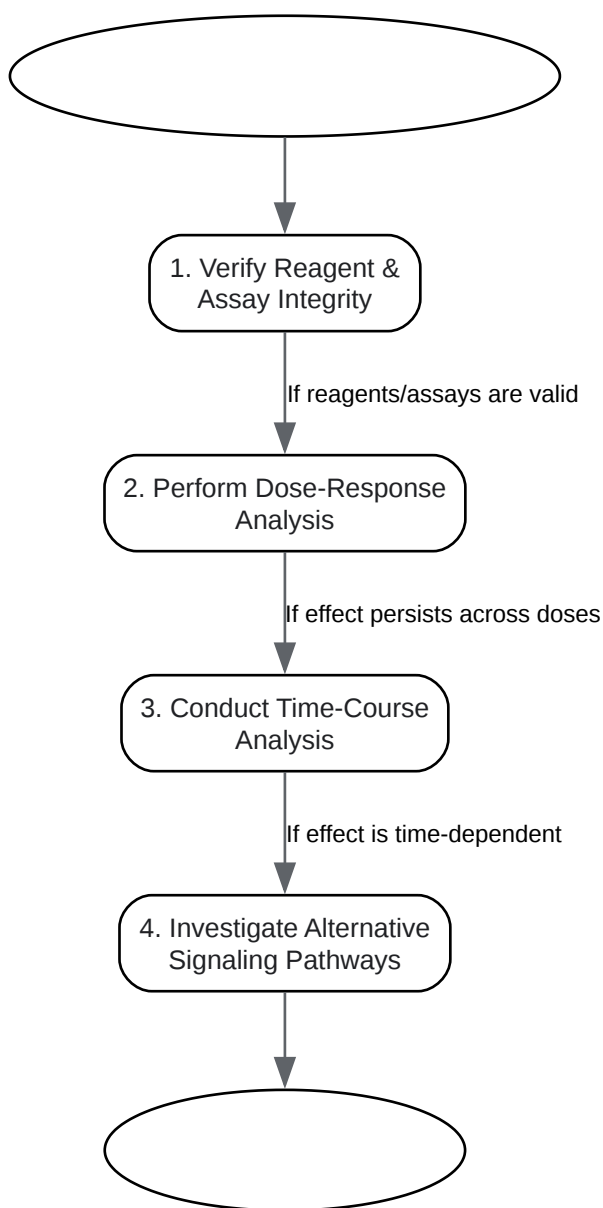 1. Verify Reagent &
Assay Integrity
If reagents/assays are valid
2. Perform Dose-Response
Analysis
If effect persists across doses
3. Conduct Time-Course
Analysis
If effect is time-dependent
4. Investigate Alternative
Signaling Pathways